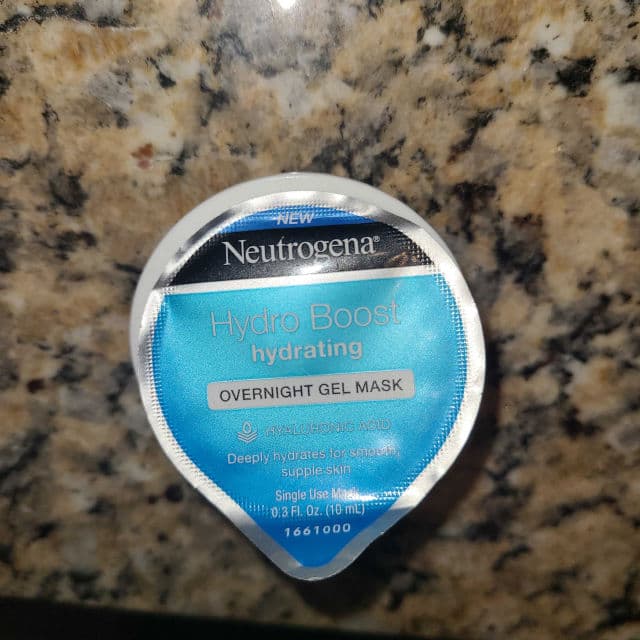 NEW
Neutrogena®
Hydro Boost
hydrating
OVERNIGHT GEL MASK
HYALURONIC ACID
Deeply hydrates for smooth,
supple skin
Single Use Mask
0.3 Fl. Oz. (10 mL)
1661000